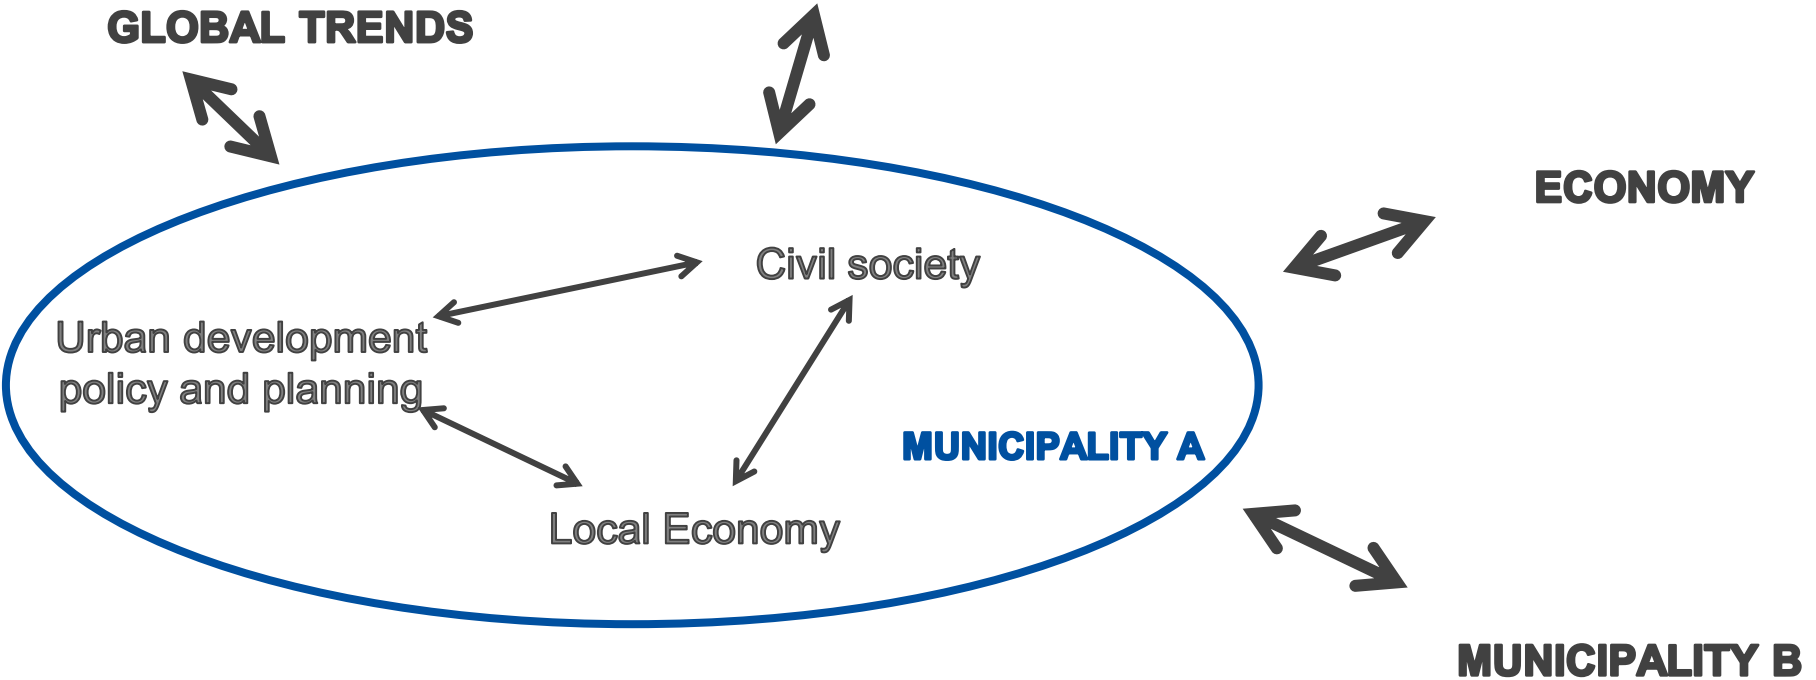 GLOBAL TRENDS
ECONOMY
Civil society
Urban development
policy and planning
MUNICIPALITY A
Local Economy
MUNICIPALITY B